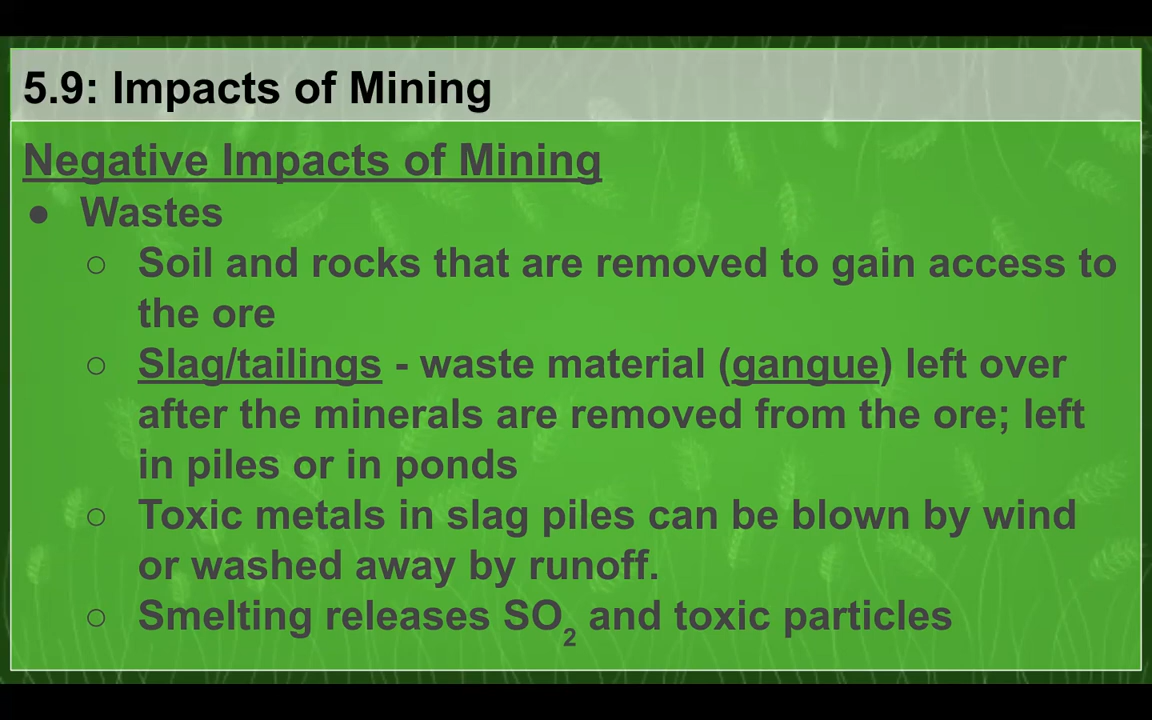 5.9: Impacts of Mining
Negative Impacts of Mining
● Wastes
○ Soil and rocks that are removed to gain access to
the ore
○ Slag/tailings - waste material (gangue) left over
after the minerals are removed from the ore; left
in piles or in ponds
○ Toxic metals in slag piles can be blown by wind
or washed away by runoff.
○ Smelting releases SO₂ and toxic particles